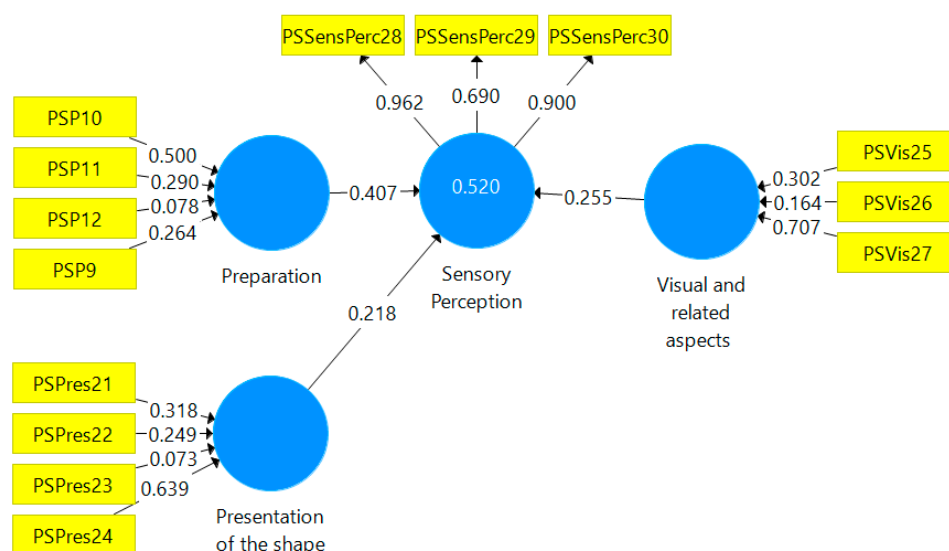 PSSensPerc28
PSSensPerc29
PSSensPerc30
0.962
0.690
0.900
PSP10
PSP11
PSP12
PSP9
0.500
0.290
0.078
0.264
Preparation
0.407
0.520
Sensory
Perception
0.255
PSVis25
PSVis26
PSVis27
0.302
0.164
0.707
Visual and
related
aspects
0.218
PSPres21
PSPres22
PSPres23
PSPres24
0.318
0.249
0.073
0.639
Presentation
of the shape